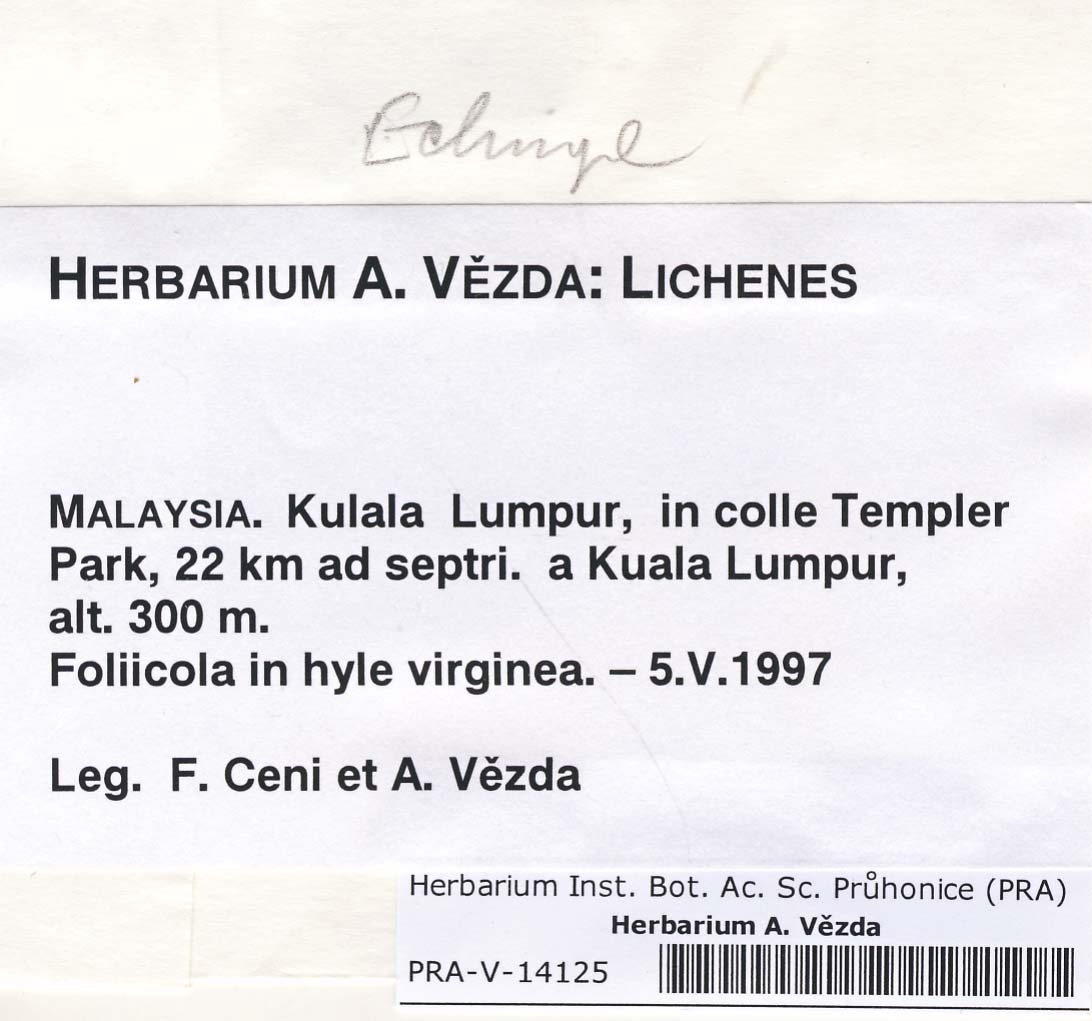 HERBARIUM A. VĚZDA: LICHENES
MALAYSIA. Kulala Lumpur, in colle Templer
Park, 22 km ad septri. a Kuala Lumpur,
alt. 300 m.
Foliicola in hyle virginea. – 5.V.1997
Leg. F. Ceni et A. Vězda
Herbarium Inst. Bot. Ac. Sc. Průhonice (PRA)
Herbarium A. Vězda
PRA-V-14125